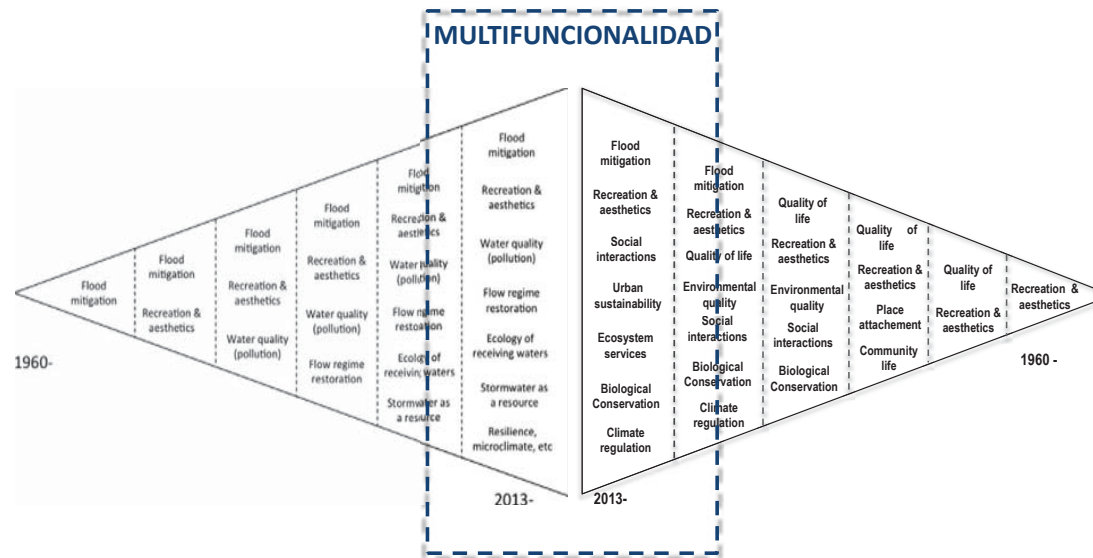 MULTIFUNCIONALIDAD
Flood
mitigation
1960-
Flood
mitigation
Recreation &
aesthetics
Flood
mitigation
Recreation &
aesthetics
Water quality
(pollution)
Flood
mitigation
Recreation &
aesthetics
Water quality
(pollution)
Flow regime
restoration
Flood
mitigation
Recreation &
aesthetics
Water quality
(pollution)
Flow regime
restoation
Ecology of
receiving waters
Stormwater as
a resource
Flood
mitigation
Recreation &
aesthetics
Water quality
(pollution)
Flow regime
restoration
Ecology of
receiving waters
Stormwater as
a resource
Resilience,
microclimate, etc
2013-
Flood
mitigation
Recreation &
aesthetics
Social
interactions
Urban
sustainability
Ecosystem
services
Biological
Conservation
Climate
regulation
2013-
Flood
mitigation
Recreation &
aesthetics
Quality of life
Environmental
quality
Social
interactions
Biological
Conservation
Climate
regulation
Quality of
life
Recreation &
aesthetics
Environmental
quality
Social
interactions
Biological
Conservation
Quality of
life
Recreation &
aesthetics
Place
attachement
Community
life
Quality of
life
Recreation &
aesthetics
Recreation &
aesthetics
1960 -